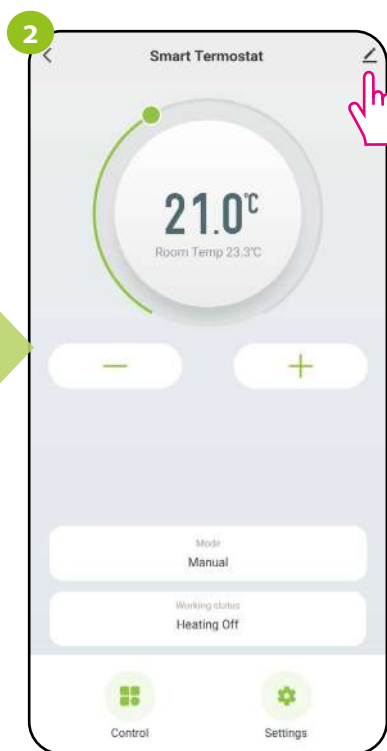 2
Smart Termostat
21.0°C
Room Temp 23.3°C
Mode
Manual
Working status
Heating Off
Control
Settings